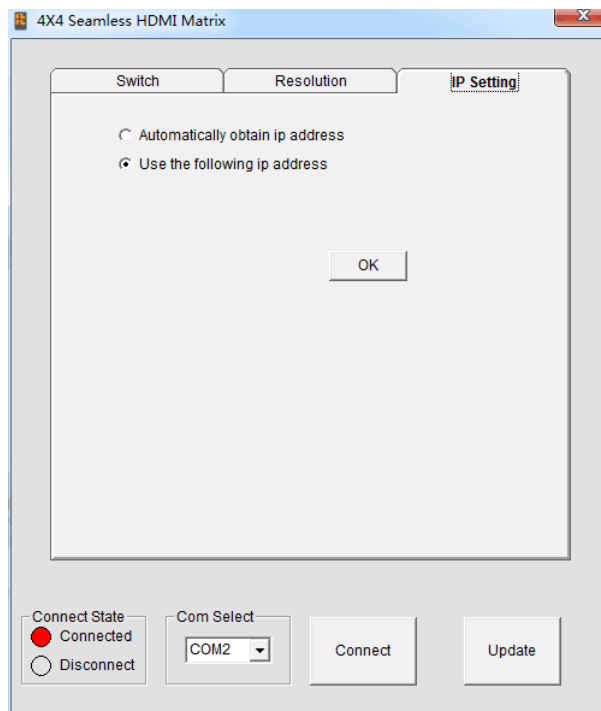 4X4 Seamless HDMI Matrix
X
Switch Resolution IP Setting
Automatically obtain ip address
Use the following ip address
OK
Connect State
Connected
Disconnect
Com Select
COM2
Connect
Update